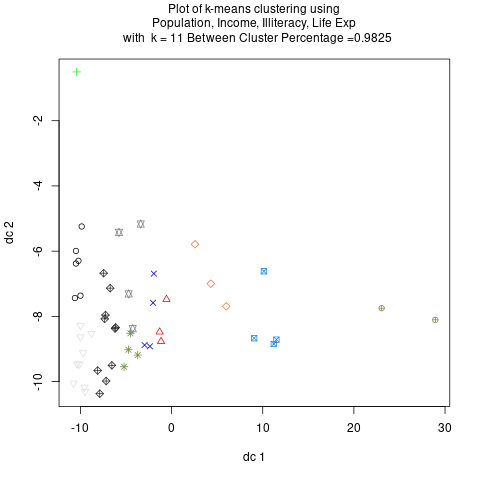 Plot of k-means clustering using
Population, Income, Illiteracy, Life Exp
with k = 11 Between Cluster Percentage =0.9825
dc 2
-2
-4
-6
-8
-10
-10 0 10 20 30
dc 1